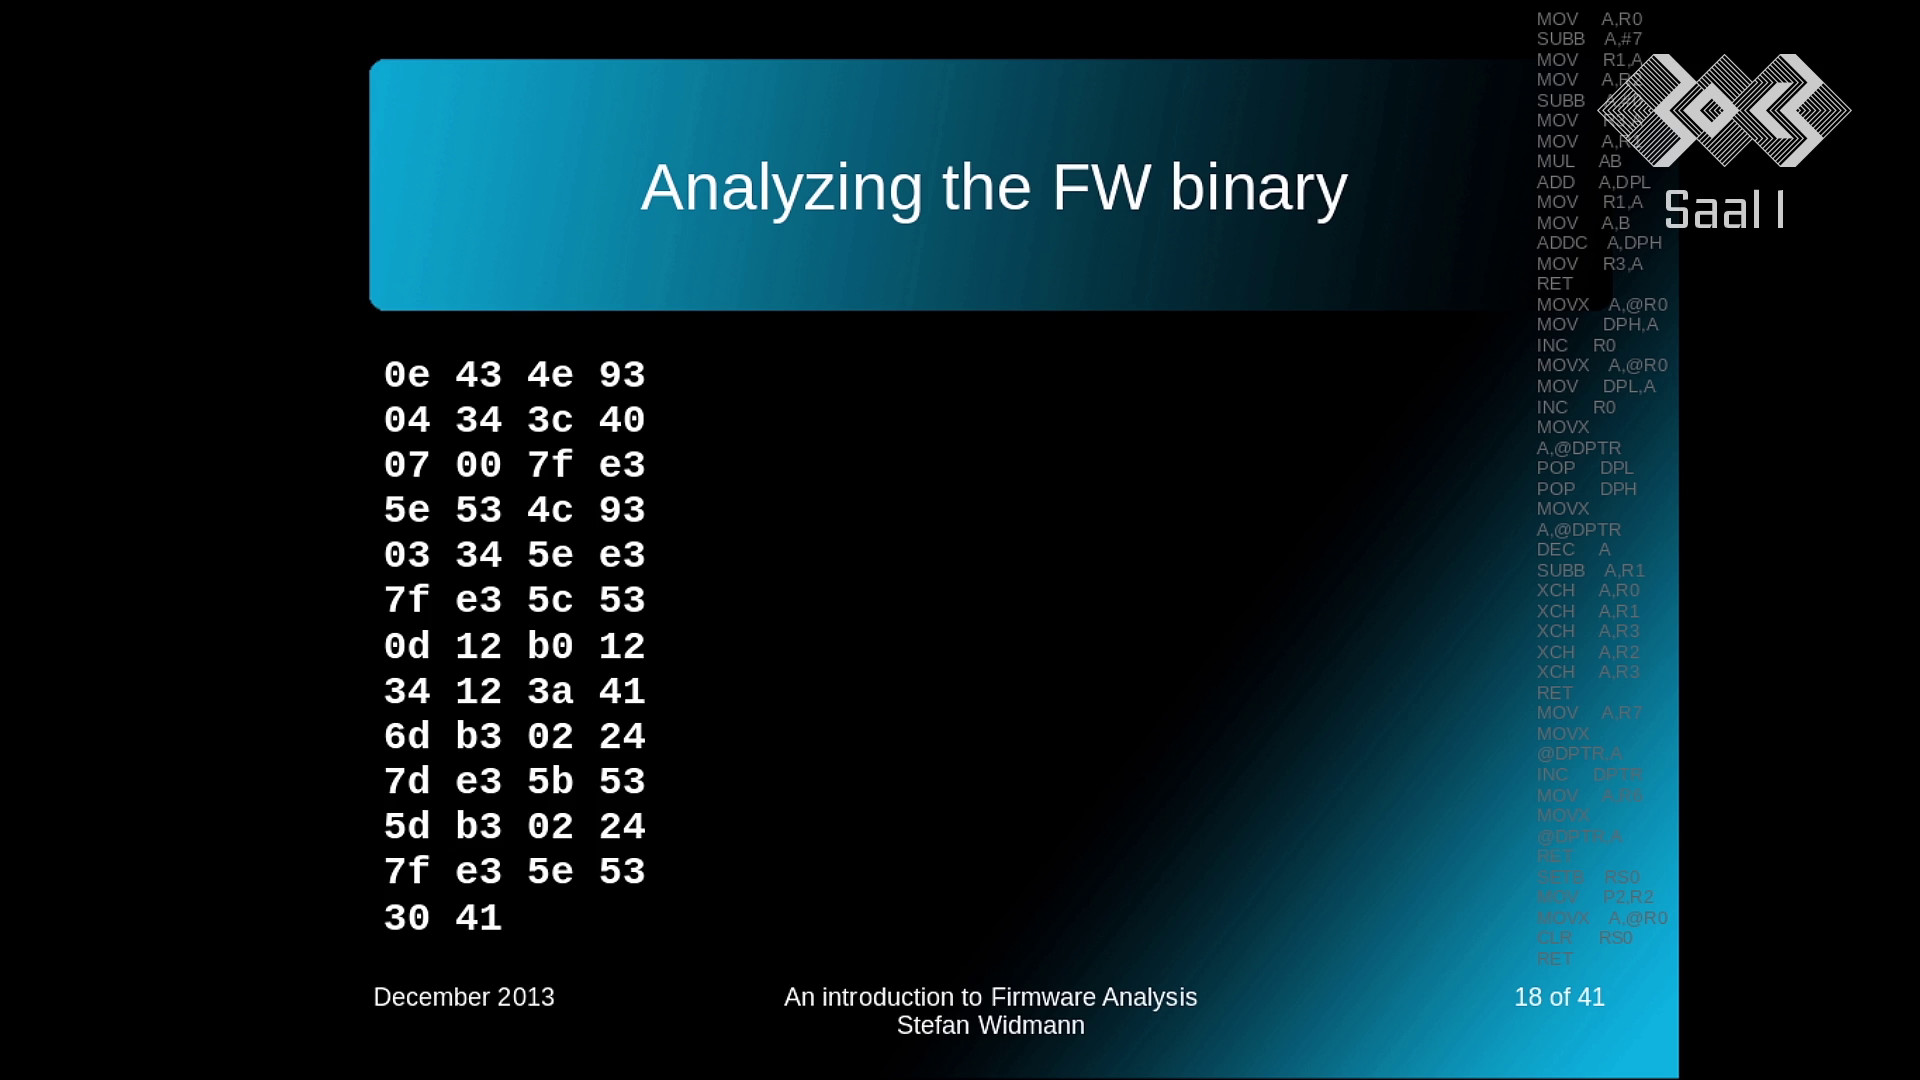 Analyzing the FW binary
0e 43 4e 93
04 34 3c 40
07 00 7f e3
5e 53 4c 93
03 34 5e e3
7f e3 5c 53
0d 12 b0 12
34 12 3a 41
6d b3 02 24
7d e3 5b 53
5d b3 02 24
7f e3 5e 53
30 41
December 2013
An introduction to Firmware Analysis
Stefan Widmann
18 of 41
Saal 1
MOV A,R0
SUBB A,#7
MOV R1,A
MOV
SUBB
MOV
MOV
MUL AB
ADD A,DPL
MOV R1,A
MOV A,B
ADDC A,DPH
MOV R3,A
RET
MOVX A,@R0
MOV DPH,A
INC R0
MOVX A,@R0
MOV DPL,A
INC R0
MOVX
A,@DPTR
POP DPL
POP DPH
MOVX
A,@DPTR
DEC A
SUBB A,R1
XCH A,R0
XCH A,R1
XCH A,R3
XCH A,R2
XCH A,R3
RET
MOV A,R7
MOVX
@DPTR,A
INC DPTR
MOV
MOVX
@DPTR,A
RET
SETB RS0
MOV P2,R2
MOVX A,@R0
CLR RS0
RET